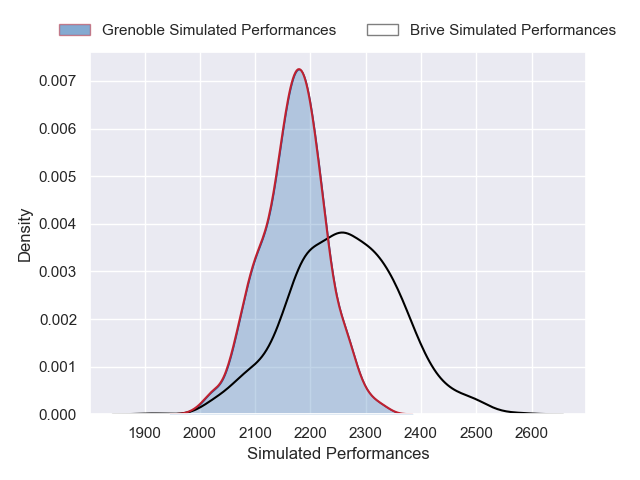 Grenoble Simulated Performances
Brive Simulated Performances
0.007
0.006
0.005
0.004
0.003
0.002
0.001
0.000
Density
1900 2000 2100 2200 2300 2400 2500 2600
Simulated Performances